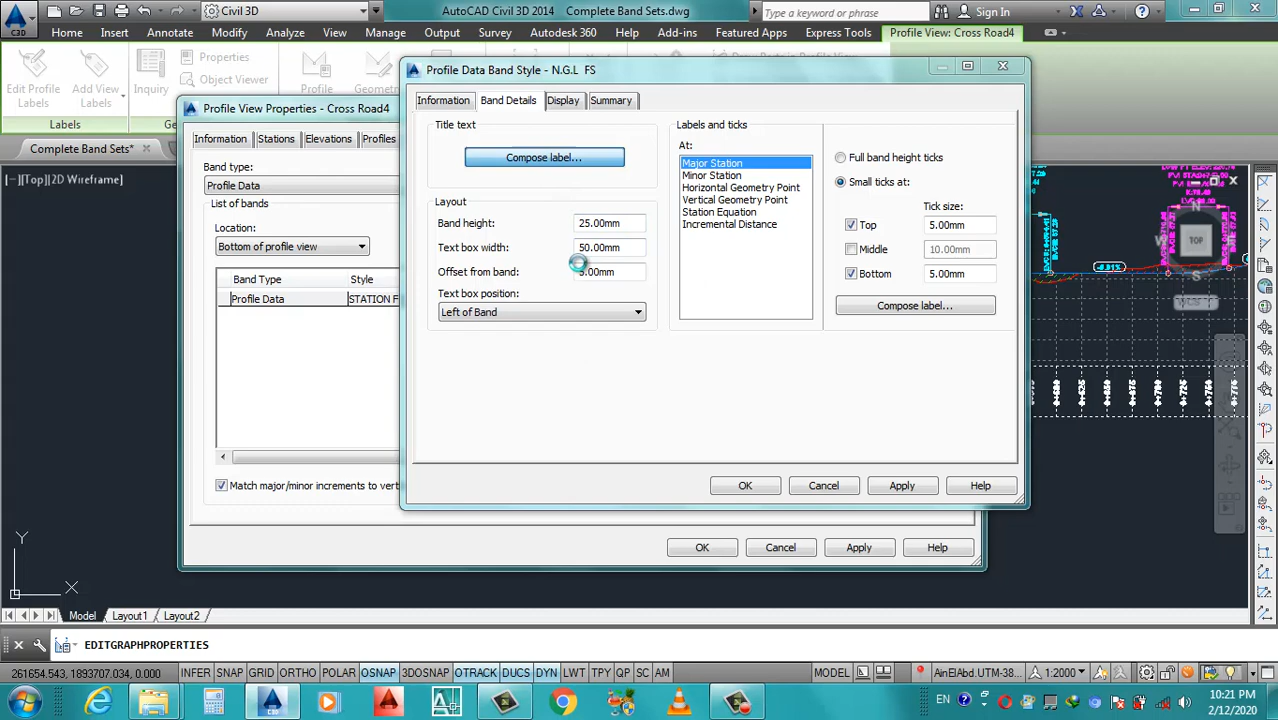 Civil 3D
AutoCAD Civil 3D 2014 Complete Band Sets.dwg
Type a keyword or phrase
Sign In
Home Insert Annotate Modify Analyze View Manage Output Survey Autodesk 360 Help Add-ins Featured Apps Express Tools Profile View: Cross Road4
Edit Profile Labels
Add View Labels
Labels
Inquiry
Properties
Object Viewer
Profile
Complete Band Sets*
[−][Top][2D Wireframe]
Profile View Properties - Cross Road4
Information Stations Elevations Profiles
Band type:
Profile Data
List of bands
Location:
Bottom of profile view
Band Type Style
Profile Data STATION F
Match major/minor increments to verti
OK Cancel Apply Help
Profile Data Band Style - N.G.L FS
Information Band Details Display Summary
Title text
Compose label...
Layout
Band height: 25.00mm
Text box width: 50.00mm
Offset from band: 5.00mm
Text box position:
Left of Band
Labels and ticks
At:
Major Station
Minor Station
Horizontal Geometry Point
Vertical Geometry Point
Station Equation
Incremental Distance
Full band height ticks
Small ticks at:
Tick size:
Top 5.00mm
Middle 10.00mm
Bottom 5.00mm
Compose label...
OK Cancel Apply Help
N
W
TOP
S
WCS
Y
X
Model Layout1 Layout2
EDITGRAPHPROPERTIES
261654.543, 1893707.034, 0.000 INFER SNAP GRID ORTHO POLAR OSNAP 3DOSNAP OTRACK DUCS DYN LWT TPY QP SC AM MODEL AinElAbd.UTM-38... 1:2000
EN
10:21 PM
2/12/2020